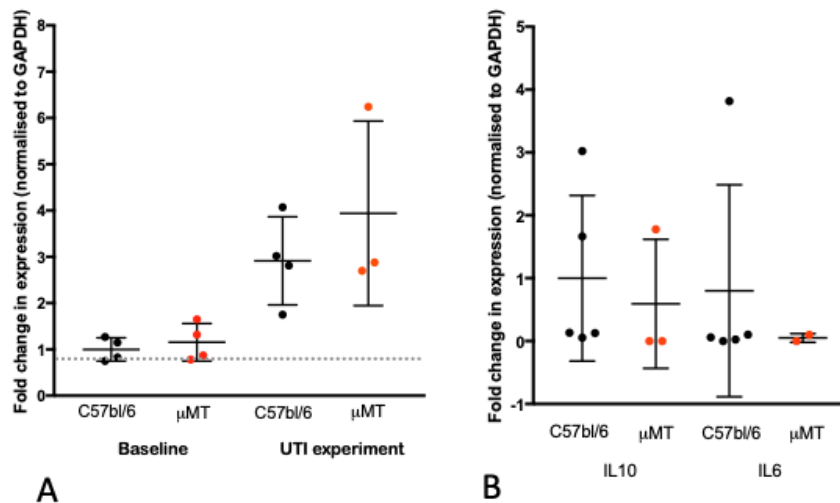 Fold change in expression (normalised to GAPDH)
8
7
6
5
4
3
2
1
0
C57bl/6 μMT C57bl/6 μMT
Baseline UTI experiment
A
Fold change in expression (normalised to GAPDH)
5
4
3
2
1
0
-1
C57bl/6 μMT C57bl/6 μMT
IL10 IL6
B